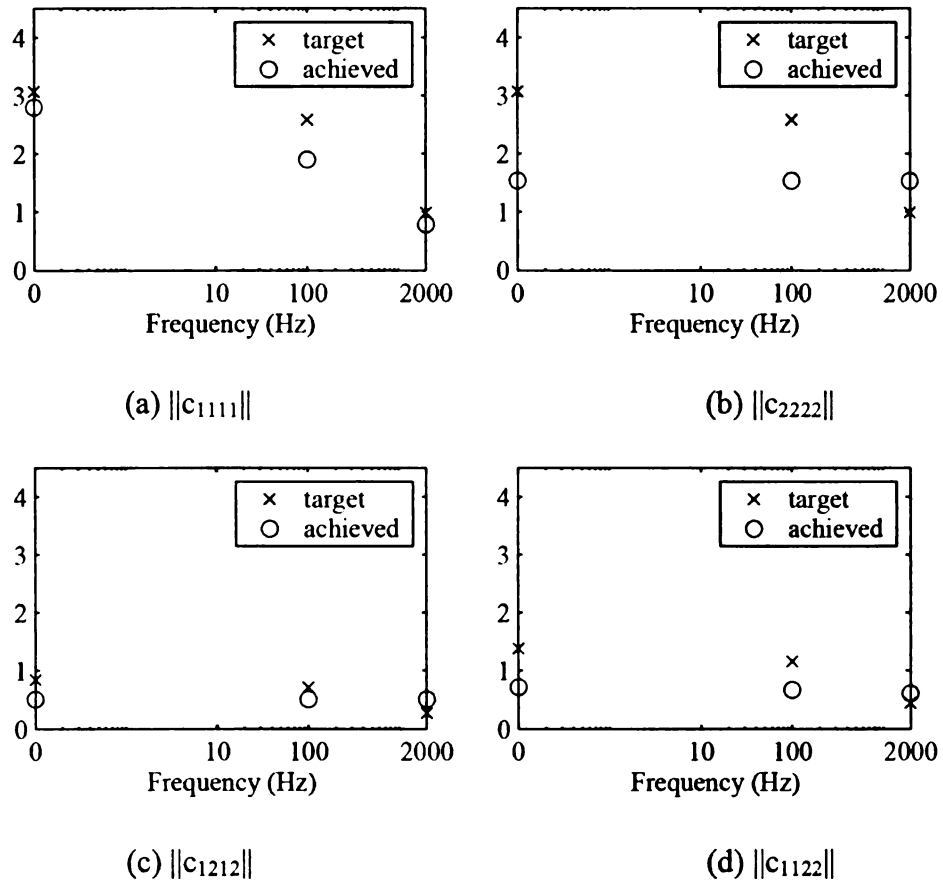 4
3
2
1
0
× target
○ achieved
0 10 100 2000
Frequency (Hz)
(a) ||c₁₁₁₁||
4
3
2
1
0
× target
○ achieved
0 10 100 2000
Frequency (Hz)
(b) ||c₂₂₂₂||
4
3
2
1
0
× target
○ achieved
0 10 100 2000
Frequency (Hz)
(c) ||c₁₂₁₂||
4
3
2
1
0
× target
○ achieved
0 10 100 2000
Frequency (Hz)
(d) ||c₁₁₂₂||